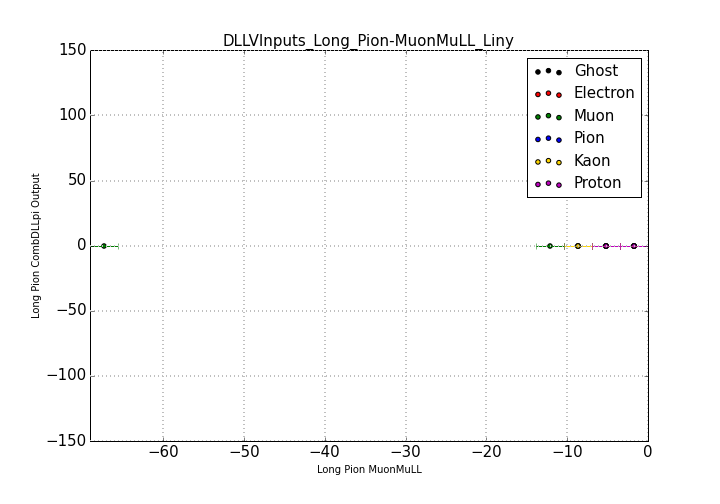 DLLVInputs_Long_Pion-MuonMuLL_Liny
150
100
50
0
−50
−100
−150
Long Pion CombDLLpi Output
Ghost
Electron
Muon
Pion
Kaon
Proton
−60 −50 −40 −30 −20 −10 0
Long Pion MuonMuLL